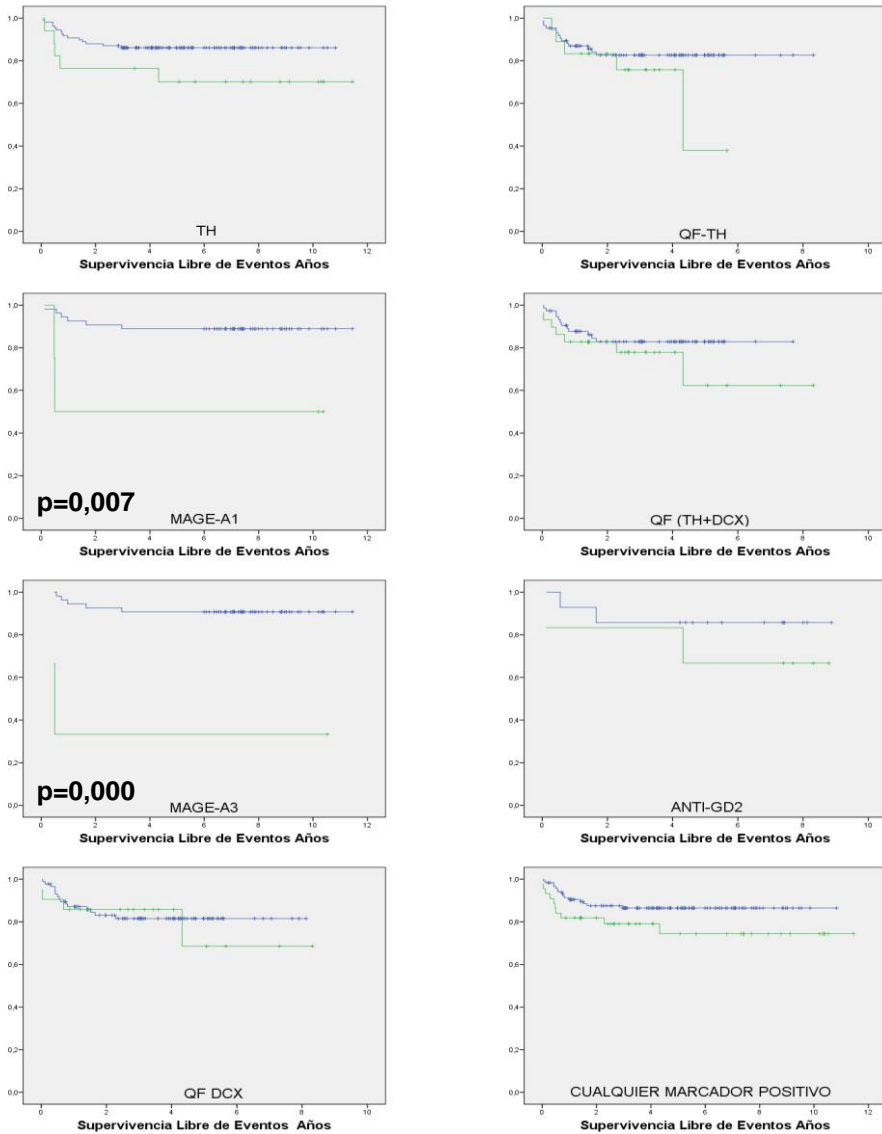 1,0
0,8
0,6
0,4
0,2
0,0
TH
0 2 4 6 8 10 12
Supervivencia Libre de Eventos Años
1,0
0,8
0,6
0,4
0,2
0,0
QF-TH
0 2 4 6 8 10
Supervivencia Libre de Eventos Años
1,0
0,8
0,6
0,4
0,2
0,0
p=0,007
MAGE-A1
0 2 4 6 8 10 12
Supervivencia Libre de Eventos Años
1,0
0,8
0,6
0,4
0,2
0,0
QF (TH+DCX)
0 2 4 6 8 10
Supervivencia Libre de Eventos Años
1,0
0,8
0,6
0,4
0,2
0,0
p=0,000
MAGE-A3
0 2 4 6 8 10 12
Supervivencia Libre de Eventos Años
1,0
0,8
0,6
0,4
0,2
0,0
ANTI-GD2
0 2 4 6 8 10
Supervivencia Libre de Eventos Años
1,0
0,8
0,6
0,4
0,2
0,0
QF DCX
0 2 4 6 8 10
Supervivencia Libre de Eventos Años
1,0
0,8
0,6
0,4
0,2
0,0
CUALQUIER MARCADOR POSITIVO
0 2 4 6 8 10 12
Supervivencia Libre de Eventos Años